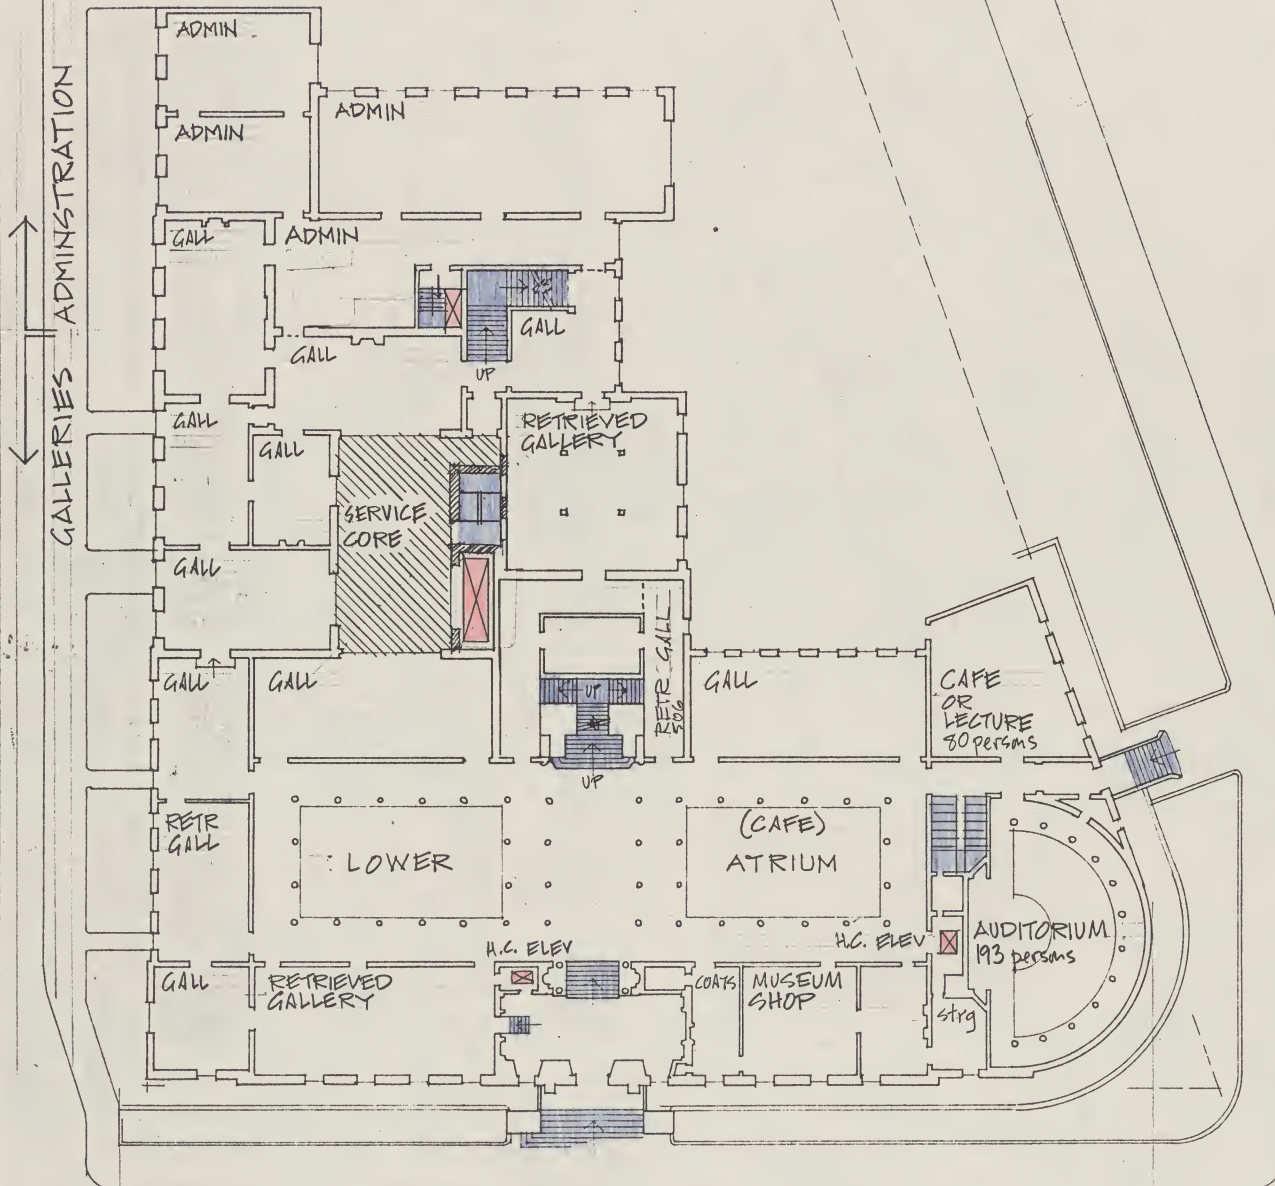 ADMIN
ADMIN
ADMIN
GALLERIES ADMINSTRATION
GALL
ADMIN
GALL
GALL
UP
GALL
GALL
RETRIEVED
GALLERY
SERVICE
CORE
GALL
GALL
GALL
RETR GALL
506
UP
UP
GALL
CAFE
OR
LECTURE
80 persons
RETR
GALL
LOWER
(CAFE)
ATRIUM
H.C. ELEV
H.C. ELEV
AUDITORIUM
193 persons
GALL
RETRIEVED
GALLERY
COATS
MUSEUM
SHOP
strg